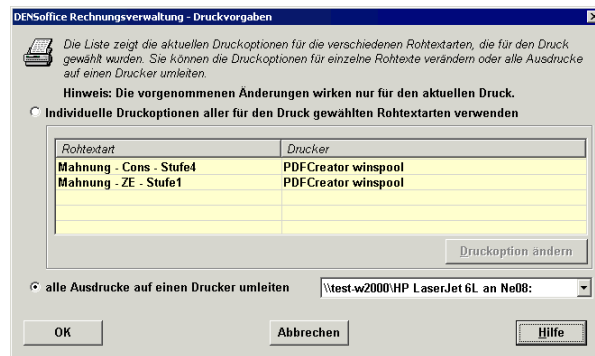 DENSoffice Rechnungsverwaltung - Druckvorgaben
Die Liste zeigt die aktuellen Druckoptionen für die verschiedenen Rohtextarten, die für den Druck
gewählt wurden. Sie können die Druckoptionen für einzelne Rohtexte verändern oder alle Ausdrucke
auf einen Drucker umleiten.
Hinweis: Die vorgenommenen Änderungen wirken nur für den aktuellen Druck.
Individuelle Druckoptionen aller für den Druck gewählten Rohtextarten verwenden
Rohtextart Drucker
Mahnung - Cons - Stufe4 PDFCreator winspool
Mahnung - ZE - Stufe1 PDFCreator winspool
Druckoption ändern
alle Ausdrucke auf einen Drucker umleiten \\test-w2000\HP LaserJet 6L an Ne08:
OK Abbrechen Hilfe